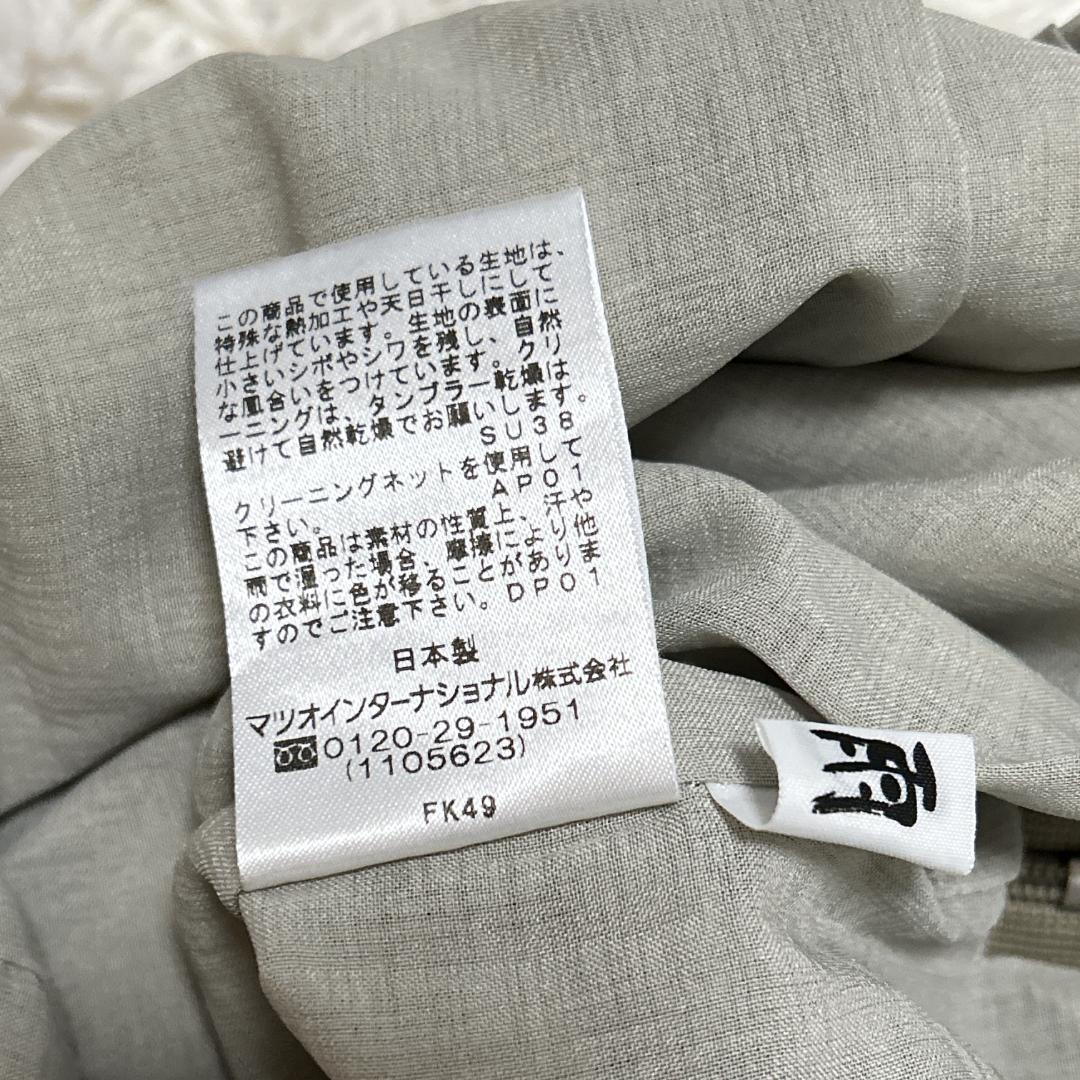 この商品で使用している生地は、
特殊な熱加工や天日干しにして
仕上げています。生地の表面に
小さいシボやシワを残し、自然
な風合いをつけています。クリ
ーニングは、タンブラー乾燥は
避けて自然乾燥でお願いします。
SU38
クリーニングネットを使用して
下さい。 AP01
この商品は素材の性質上、汗や
雨で湿った場合、摩擦により他
の衣料に色が移ることがありま
すのでご注意下さい。DP01
日本製
マツオインターナショナル株式会社
0120-29-1951
(1105623)
FK49
雨